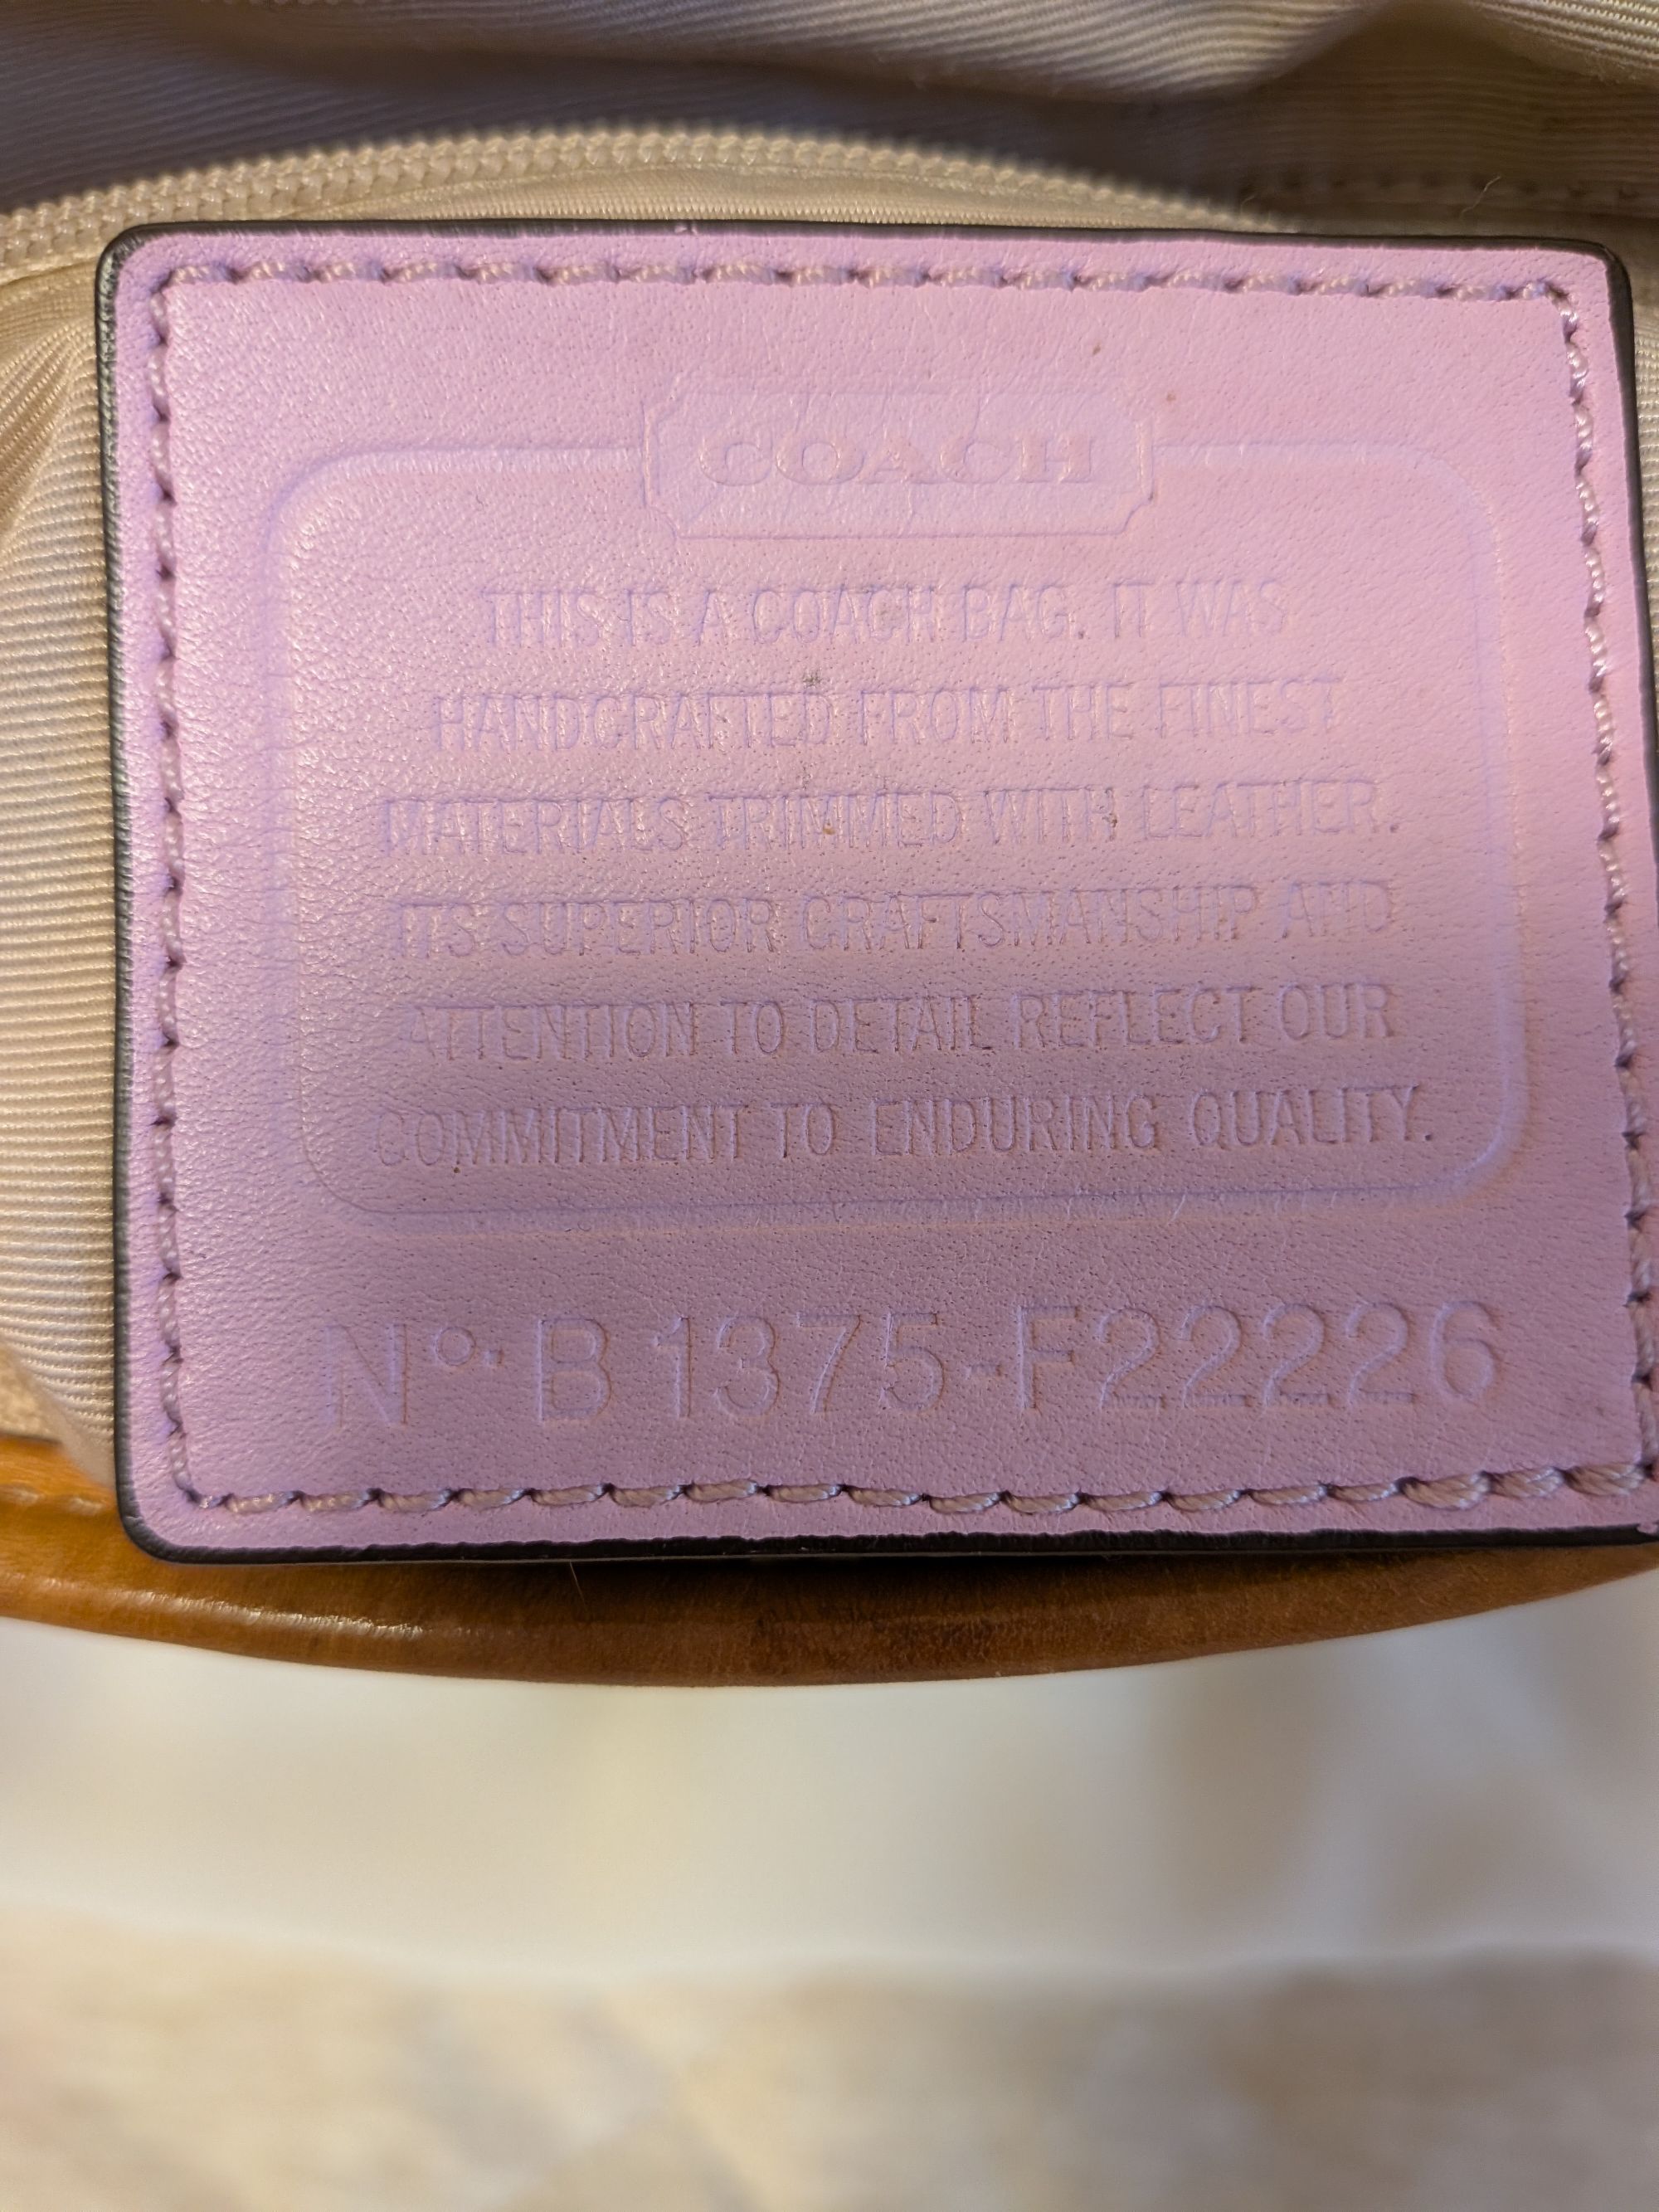 COACH
THIS IS A COACH BAG. IT WAS
HANDCRAFTED FROM THE FINEST
MATERIALS TRIMMED WITH LEATHER.
ITS SUPERIOR CRAFTSMANSHIP AND
ATTENTION TO DETAIL REFLECT OUR
COMMITMENT TO ENDURING QUALITY.
Nº. B1375-F22226